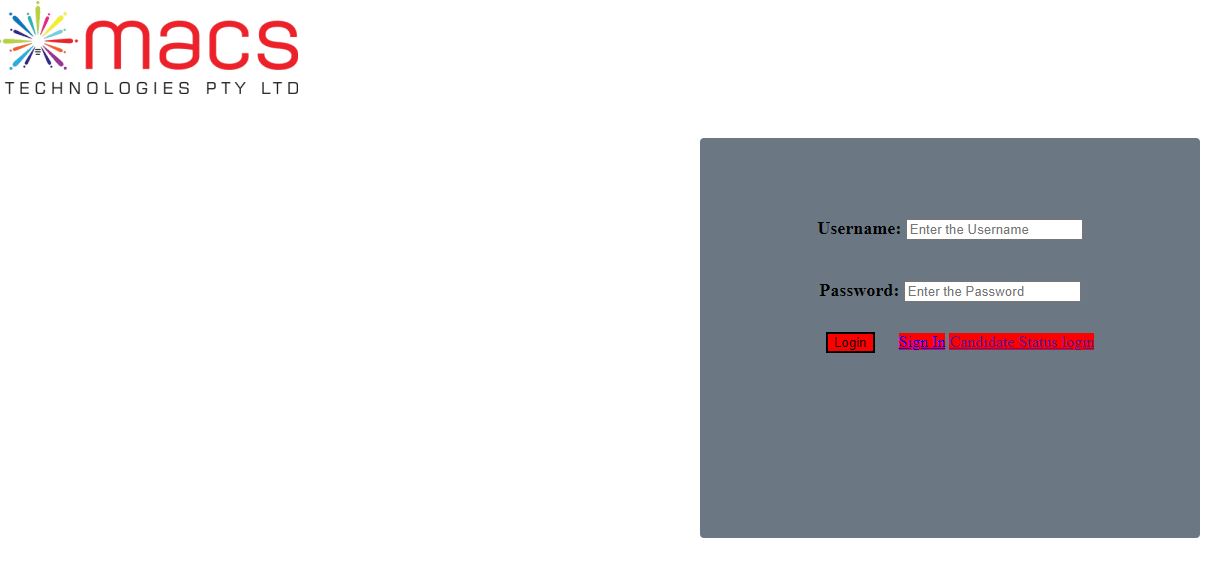 macs
TECHNOLOGIES PTY LTD
Username: Enter the Username
Password: Enter the Password
Login Sign In Candidate Status login